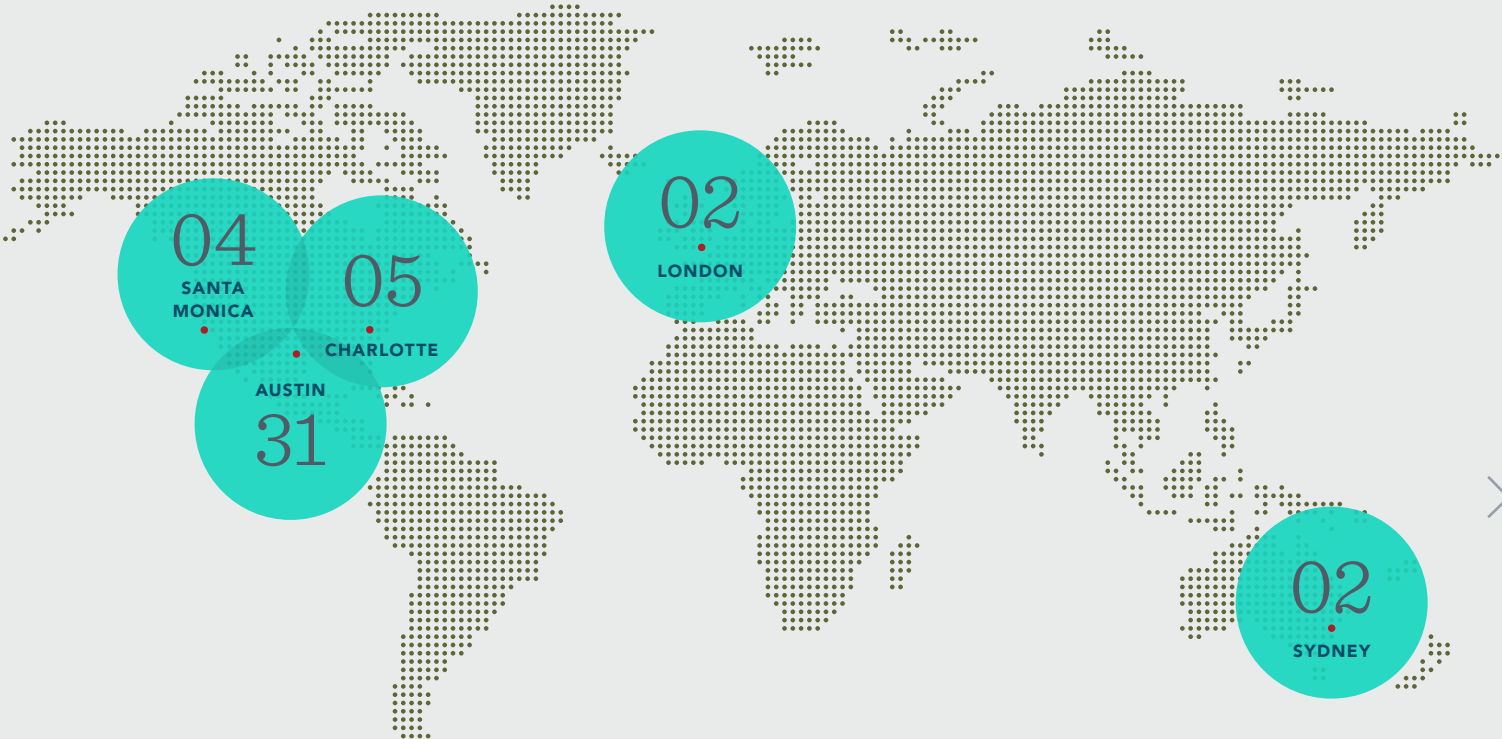 04
SANTA
MONICA
05
CHARLOTTE
AUSTIN
31
02
LONDON
02
SYDNEY